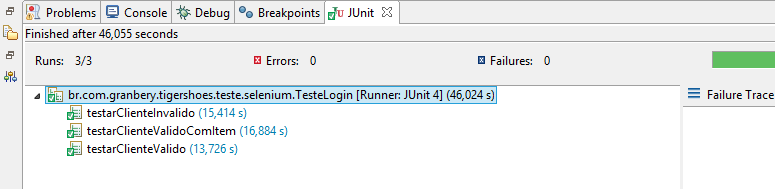 Problems Console Debug Breakpoints JUnit
Finished after 46,055 seconds
Runs: 3/3 Errors: 0 Failures: 0
br.com.granbery.tigershoes.teste.selenium.TesteLogin [Runner: JUnit 4] (46,024 s)
Failure Trace
testarClienteInvalido (15,414 s)
testarClienteValidoComItem (16,884 s)
testarClienteValido (13,726 s)